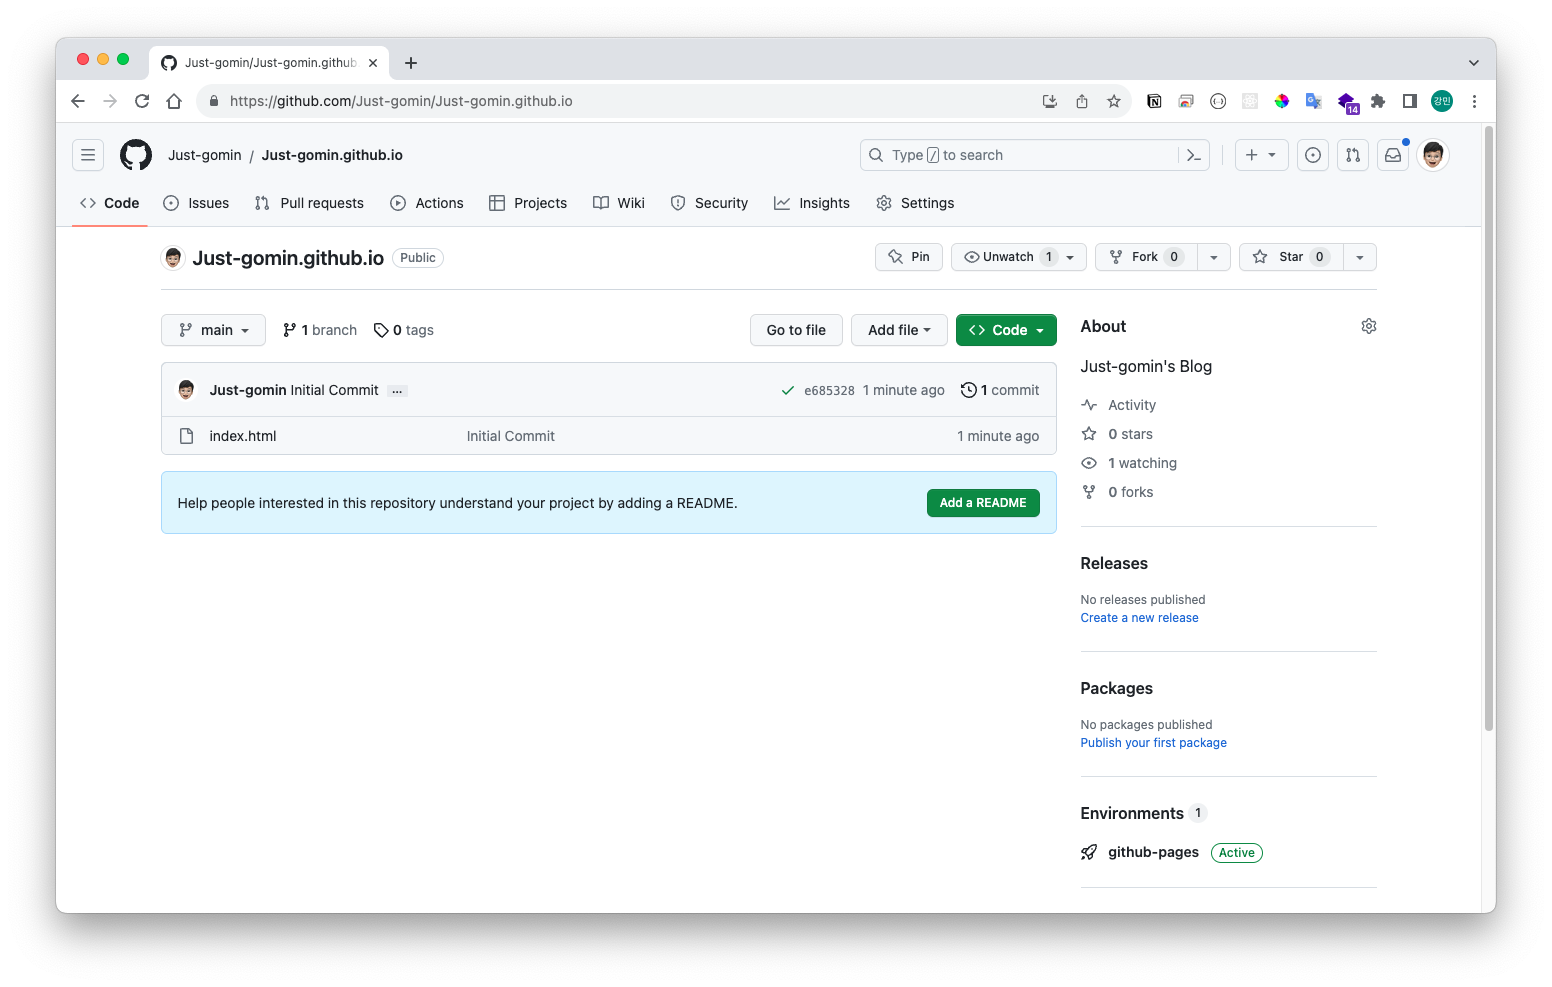 Just-gomin/Just-gomin.github
https://github.com/Just-gomin/Just-gomin.github.io
14
강민
Just-gomin / Just-gomin.github.io
Type / to search
Code Issues Pull requests Actions Projects Wiki Security Insights Settings
Just-gomin.github.io Public
Pin Unwatch 1 Fork 0 Star 0
main 1 branch 0 tags
Go to file Add file <> Code
Just-gomin Initial Commit ... e685328 1 minute ago 1 commit
index.html Initial Commit 1 minute ago
Help people interested in this repository understand your project by adding a README. Add a README
About
Just-gomin's Blog
Activity
0 stars
1 watching
0 forks
Releases
No releases published
Create a new release
Packages
No packages published
Publish your first package
Environments 1
github-pages Active